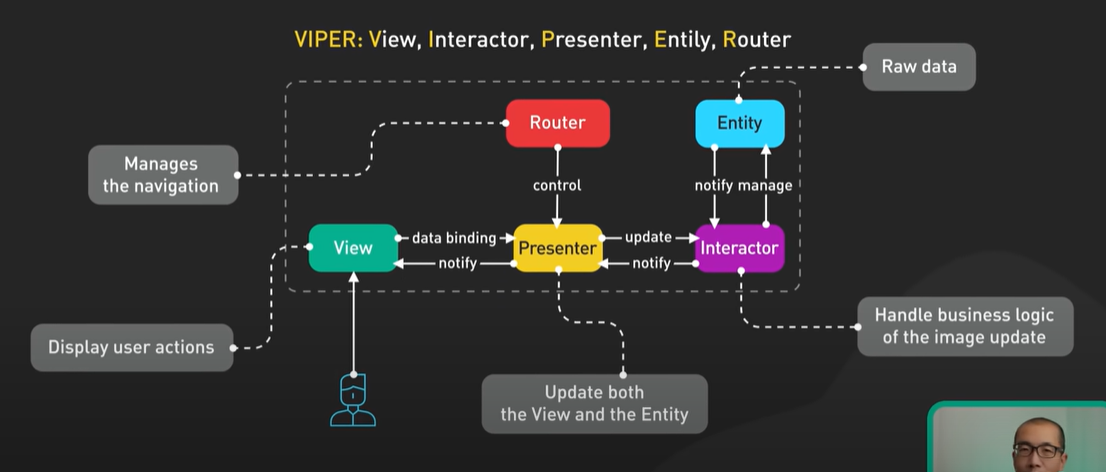 VIPER: View, Interactor, Presenter, Entily, Router
Raw data
Router
Entity
Manages
the navigation
control
notify manage
View
data binding
notify
Presenter
update
notify
Interactor
Display user actions
Handle business logic
of the image update
Update both
the View and the Entity